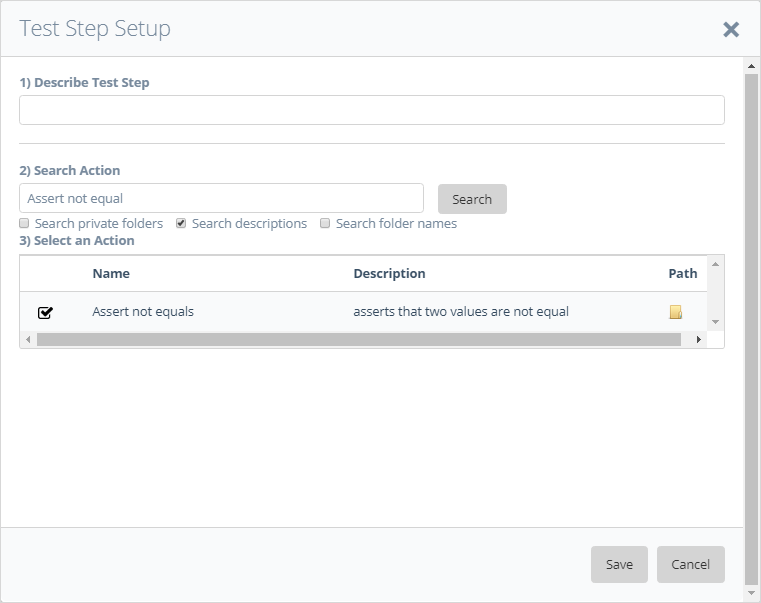 Test Step Setup
1) Describe Test Step
2) Search Action
Assert not equal
Search
Search private folders Search descriptions Search folder names
3) Select an Action
Name Description Path
Assert not equals asserts that two values are not equal
Save Cancel